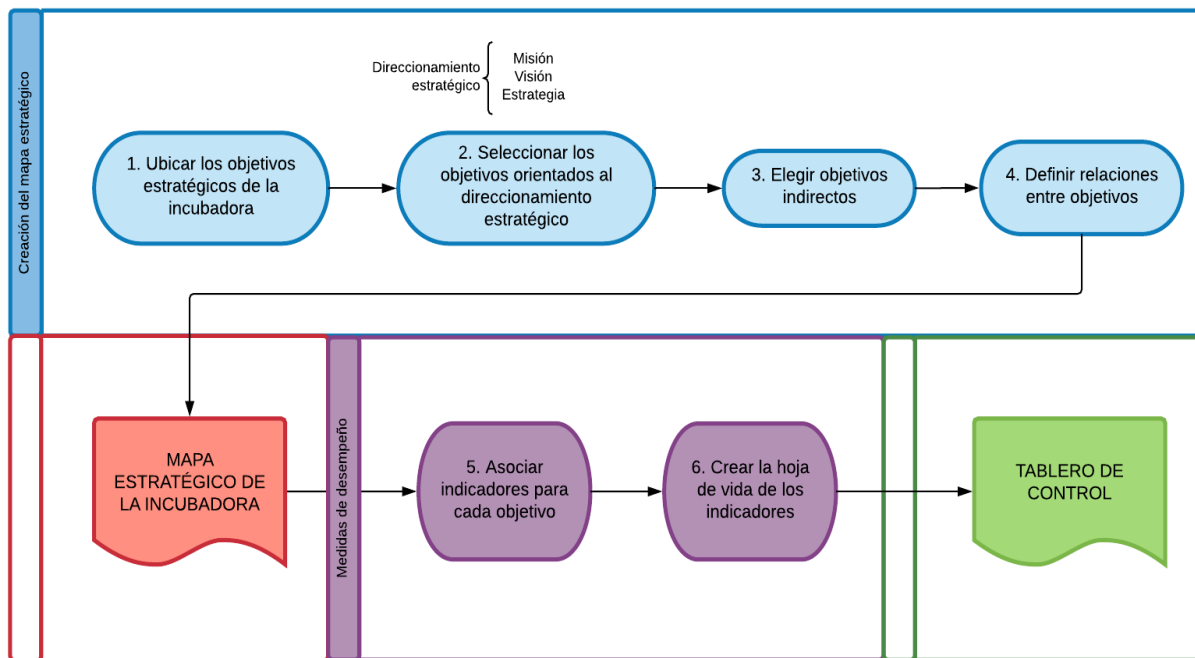 Creación del mapa estratégico
Direccionamiento
estratégico
Misión
Visión
Estrategia
1. Ubicar los objetivos
estratégicos de la
incubadora
2. Seleccionar los
objetivos orientados al
direccionamiento
estratégico
3. Elegir objetivos
indirectos
4. Definir relaciones
entre objetivos
MAPA
ESTRATÉGICO DE
LA INCUBADORA
Medidas de desempeño
5. Asociar
indicadores para
cada objetivo
6. Crear la hoja
de vida de los
indicadores
TABLERO DE
CONTROL